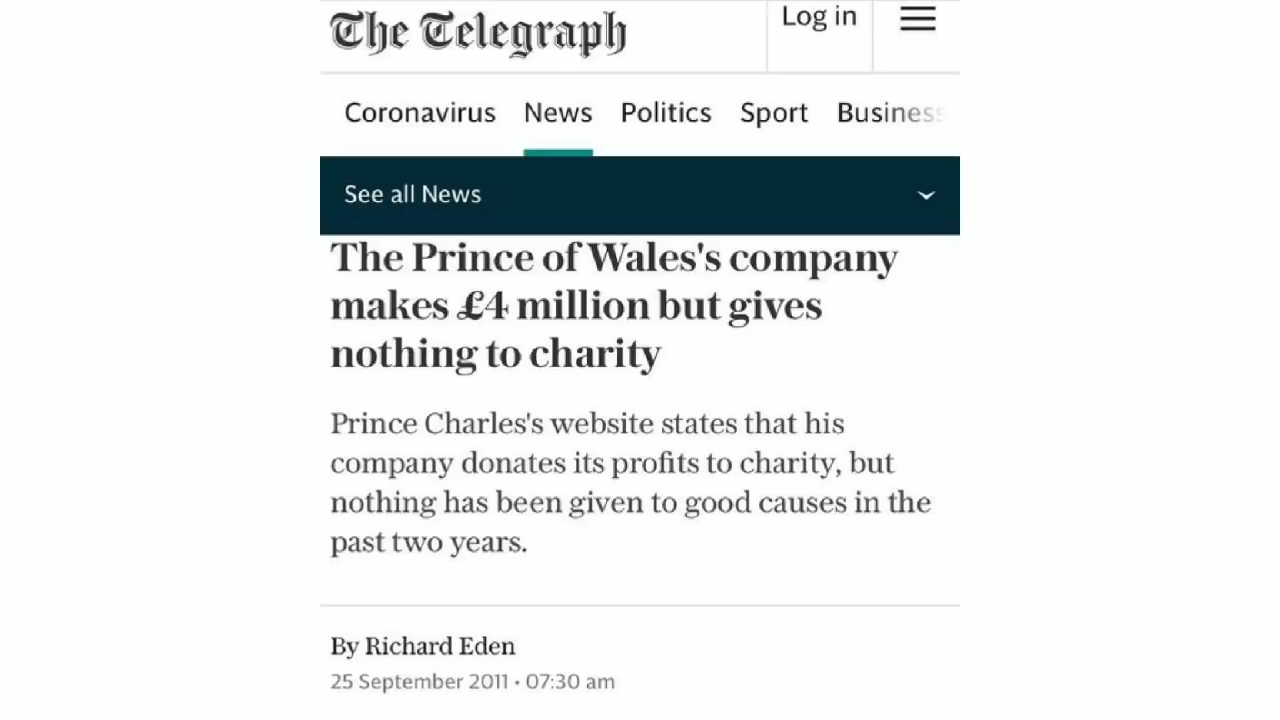 The Telegraph
Log in
Coronavirus News Politics Sport Business
See all News
The Prince of Wales's company
makes £4 million but gives
nothing to charity
Prince Charles's website states that his
company donates its profits to charity, but
nothing has been given to good causes in the
past two years.
By Richard Eden
25 September 2011 • 07:30 am